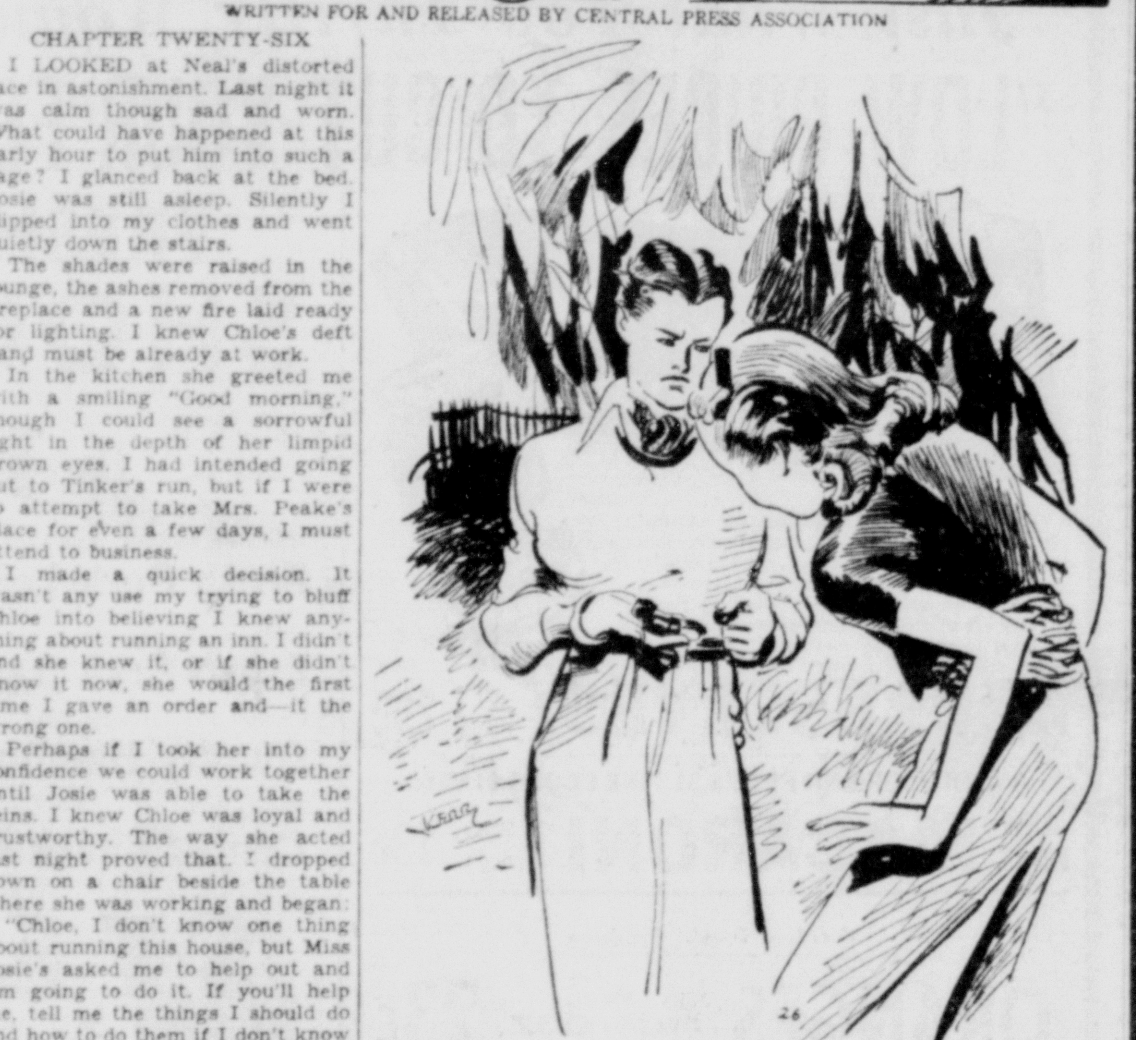 WRITTEN FOR AND RELEASED BY CENTRAL PRESS ASSOCIATION
CHAPTER TWENTY-SIX
I LOOKED at Neal's distorted
ace in astonishment. Last night it
as calm though sad and worn.
What could have happened at this
arly hour to put him into such a
age? I glanced back at the bed.
osie was still asleep. Silently I
lipped into my clothes and went
uietly down the stairs.
The shades were raised in the
ounge, the ashes removed from the
replace and a new fire laid ready
or lighting. I knew Chloe's deft
and must be already at work.
In the kitchen she greeted me
ith a smiling "Good morning,"
hough I could see a sorrowful
ght in the depth of her limpid
rown eyes. I had intended going
ut to Tinker's run, but if I were
o attempt to take Mrs. Peake's
lace for even a few days, I must
ttend to business.
I made a quick decision. It
asn't any use my trying to bluff
hloe into believing I knew any-
hing about running an inn. I didn't
nd she knew it, or if she didn't
now it now, she would the first
me I gave an order and—it the
rong one.
Perhaps if I took her into my
onfidence we could work together
ntil Josie was able to take the
eins. I knew Chloe was loyal and
rustworthy. The way she acted
st night proved that. I dropped
own on a chair beside the table
here she was working and began:
"Chloe, I don't know one thing
bout running this house, but Miss
osie's asked me to help out and
m going to do it. If you'll help
e, tell me the things I should do
nd how to do them if I don't know
KERR
26